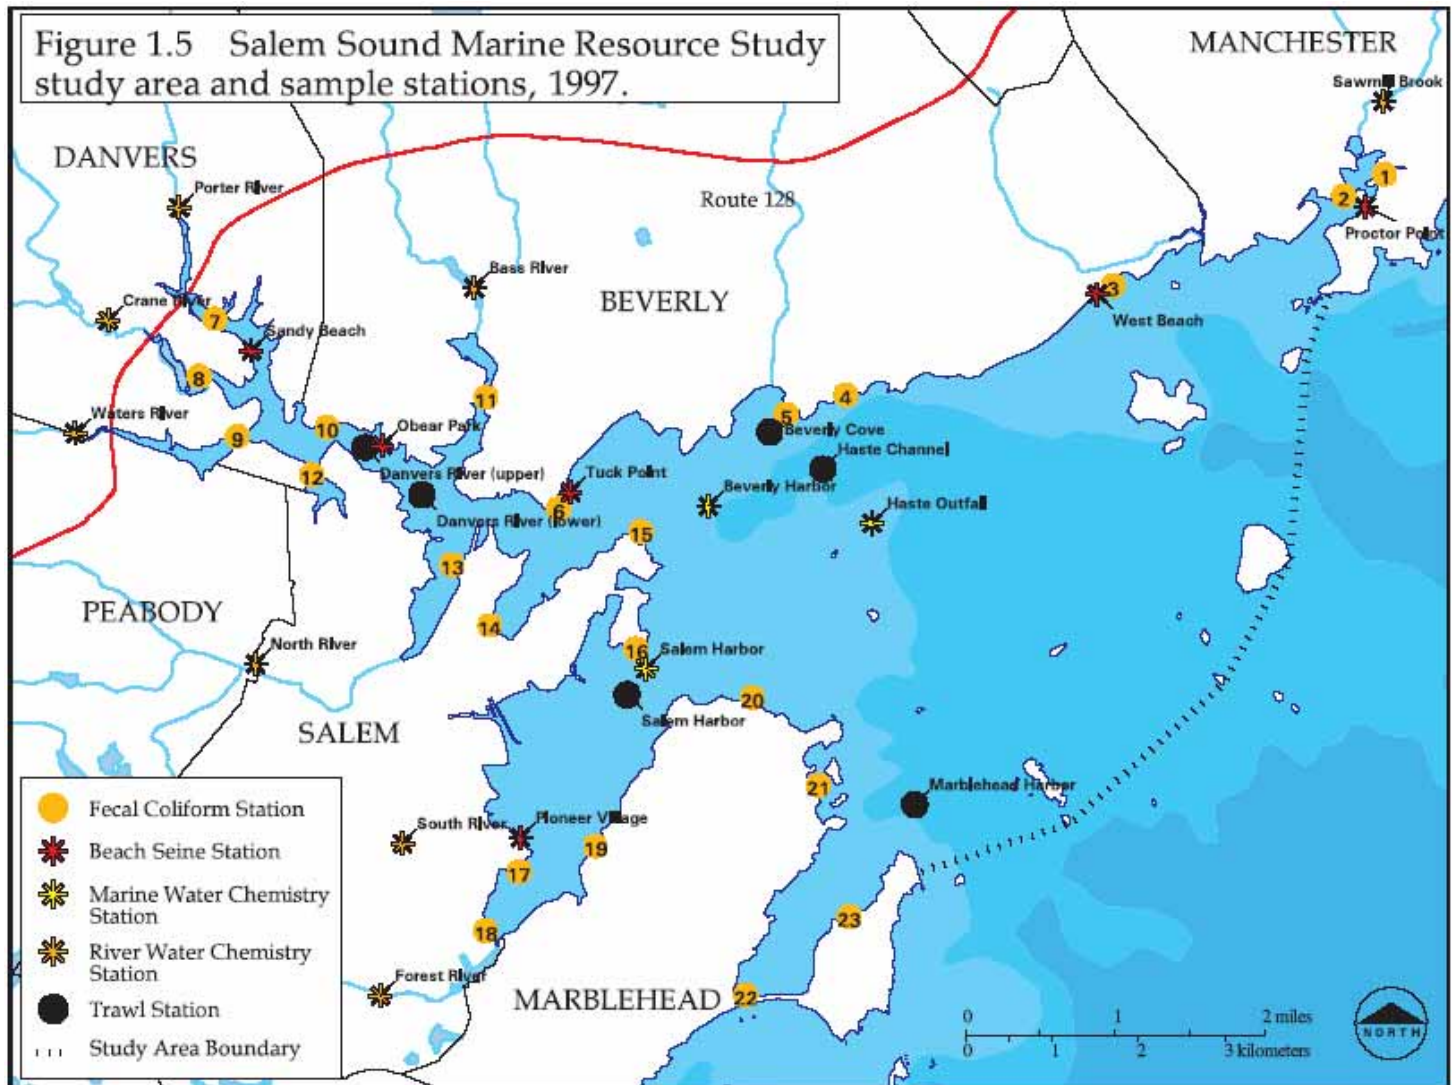 Figure 1.5 Salem Sound Marine Resource Study
study area and sample stations, 1997.
MANCHESTER
Sawmill Brook
DANVERS
Porter River
1
2
Route 128
Proctor Point
Bass River
Crane River
BEVERLY
3
7
West Beach
Sandy Beach
8
4
11
Waters River
5
10
Obear Park
Beverly Cove
9
Haste Channel
12
Danvers River (upper)
Tuck Point
Beverly Harbor
Haste Outfall
6
Danvers River (lower)
15
13
PEABODY
14
North River
16
Salem Harbor
20
Salem Harbor
SALEM
21
Marblehead Harbor
Fecal Coliform Station
South River
Pioneer Village
Beach Seine Station
19
17
Marine Water Chemistry
Station
23
18
River Water Chemistry
Station
Forest River
MARBLEHEAD
22
Trawl Station
0 1 2 miles
NORTH
Study Area Boundary
0 1 2 3 kilometers